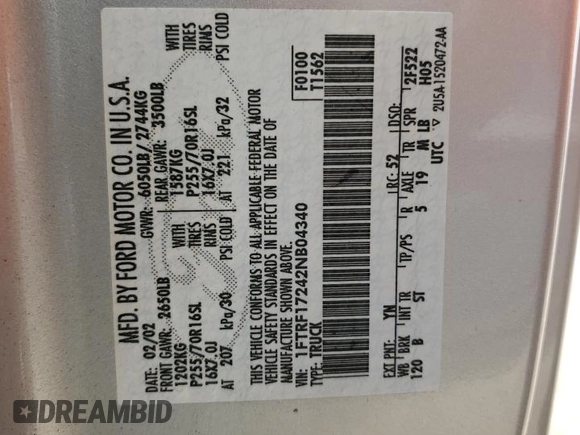 MFD. BY FORD MOTOR CO. IN U.S.A.
DATE: 02/02 GVWR: 6050LB/ 2744KG
FRONT GAWR: 2650LB REAR GAWR: 3500LB
1202KG 1587KG WITH
P255/70R16SL TIRES P255/70R16SL TIRES
16X7.0J RIMS 16X7.0J RIMS
AT 207 kPa/30 PSI COLD AT 221 kPa/32 PSI COLD
THIS VEHICLE CONFORMS TO ALL APPLICABLE FEDERAL MOTOR
VEHICLE SAFETY STANDARDS IN EFFECT ON THE DATE OF
MANUFACTURE SHOWN ABOVE.
VIN: 1FTRF17242NB04340
TYPE: TRUCK
F0100
T1562
EXT PNT: YN RC: 52 DSO:
WB BRK INT TR TP/PS R AXLE TR SPR 2F522
120 B ST 5 19 M LB H05
UTC ▽ 2U5A-1520472-AA
DREAMBID